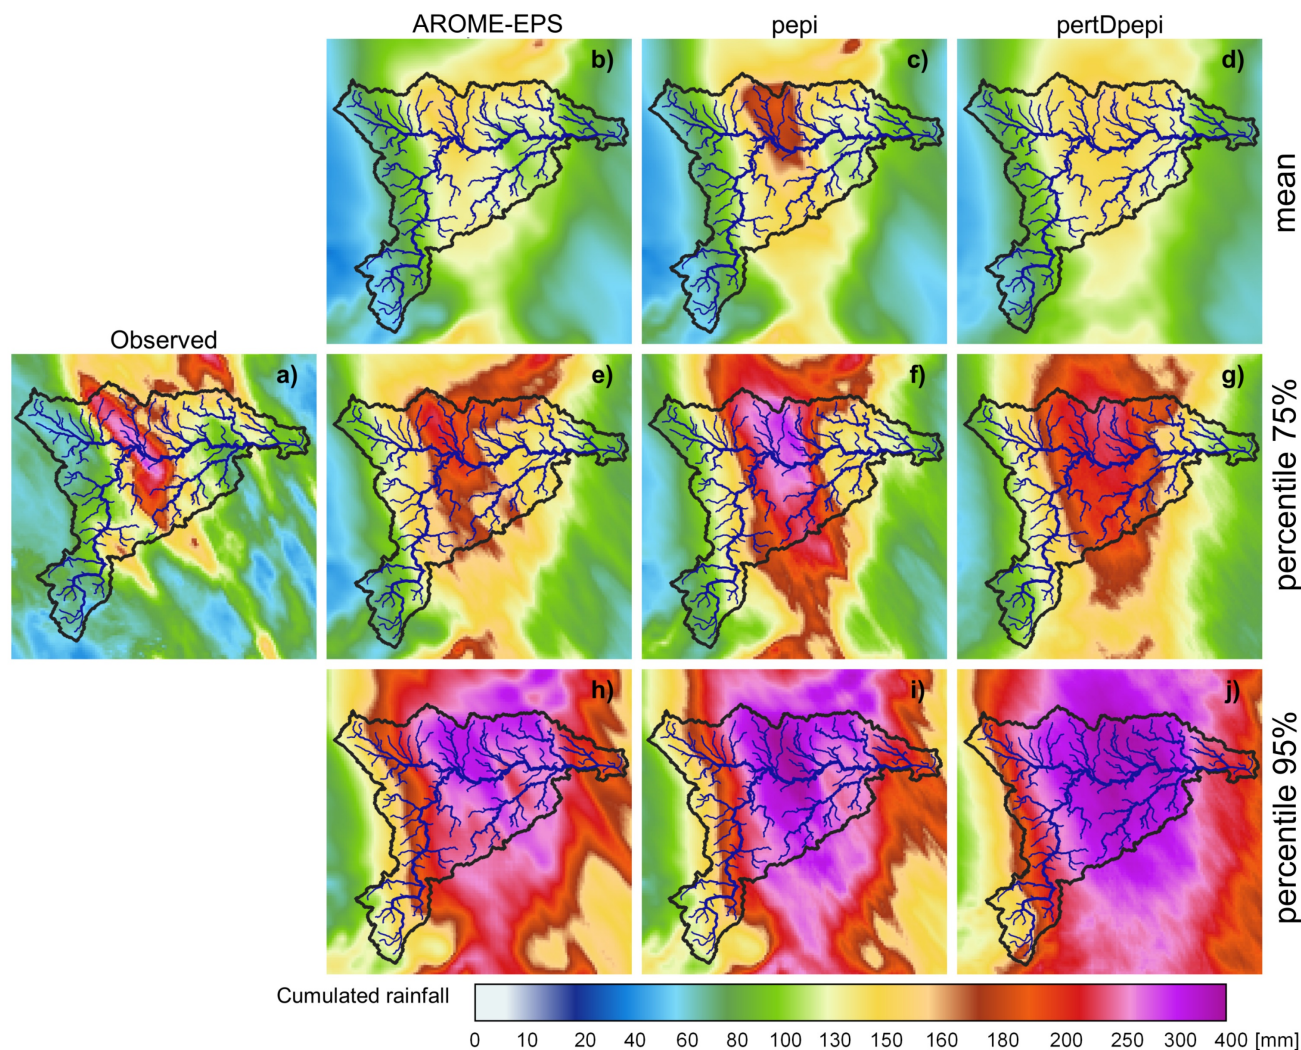 AROME-EPS pepi pertDpepi
b) c) d)
mean
Observed
a) e) f) g)
percentile 75%
h) i) j)
percentile 95%
Cumulated rainfall
0 10 20 40 60 80 100 130 150 160 180 200 250 300 400 [mm]